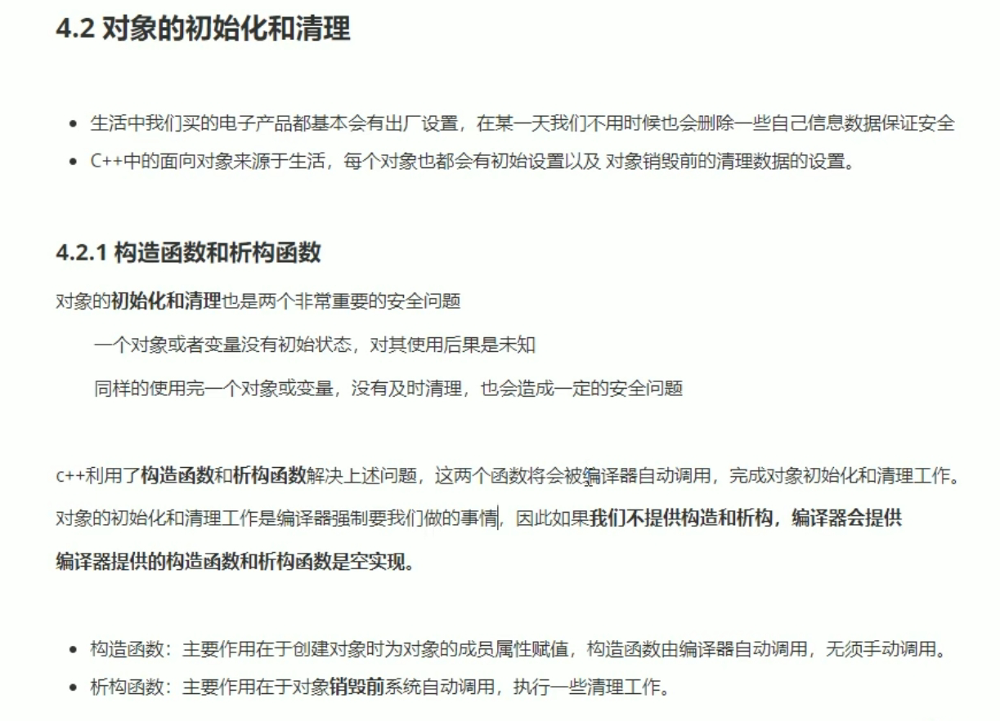 4.2 对象的初始化和清理
• 生活中我们买的电子产品都基本会有出厂设置，在某一天我们不用时候也会删除一些自己信息数据保证安全
• C++中的面向对象来源于生活，每个对象也都会有初始设置以及 对象销毁前的清理数据的设置。
4.2.1 构造函数和析构函数
对象的初始化和清理也是两个非常重要的安全问题
一个对象或者变量没有初始状态，对其使用后果是未知
同样的使用完一个对象或变量，没有及时清理，也会造成一定的安全问题
c++利用了构造函数和析构函数解决上述问题，这两个函数将会被编译器自动调用，完成对象初始化和清理工作。
对象的初始化和清理工作是编译器强制要我们做的事情，因此如果我们不提供构造和析构，编译器会提供
编译器提供的构造函数和析构函数是空实现。
• 构造函数：主要作用在于创建对象时为对象的成员属性赋值，构造函数由编译器自动调用，无须手动调用。
• 析构函数：主要作用在于对象销毁前系统自动调用，执行一些清理工作。